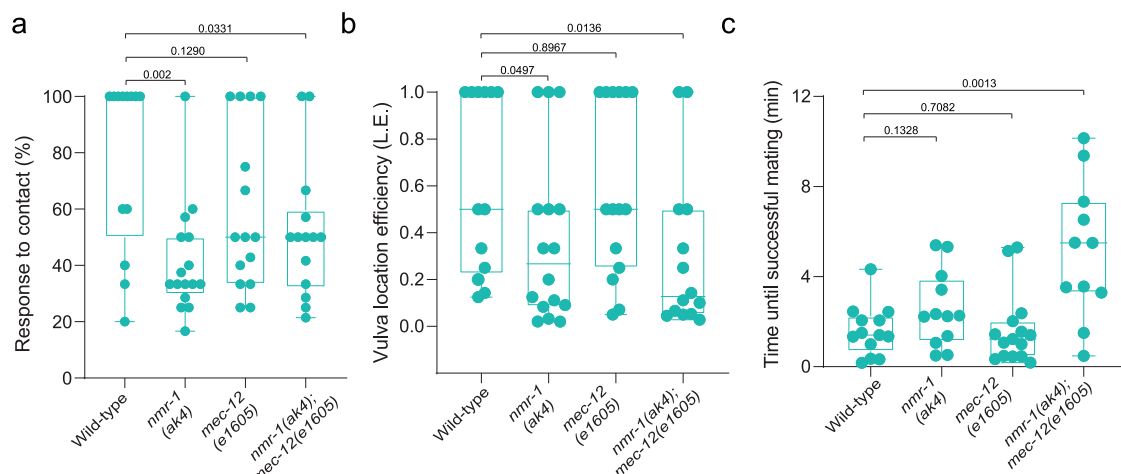 a
0.0331
0.1290
0.002
Response to contact (%)
100
80
60
40
20
0
Wild-type
nmr-1
(ak4)
mec-12
(e1605)
nmr-1(ak4);
mec-12(e1605)
b
0.0136
0.8967
0.0497
Vulva location efficiency (L.E.)
1.0
0.8
0.6
0.4
0.2
0.0
Wild-type
nmr-1
(ak4)
mec-12
(e1605)
nmr-1(ak4);
mec-12(e1605)
c
0.0013
0.7082
0.1328
Time until successful mating (min)
12
8
4
0
Wild-type
nmr-1
(ak4)
mec-12
(e1605)
nmr-1(ak4);
mec-12(e1605)